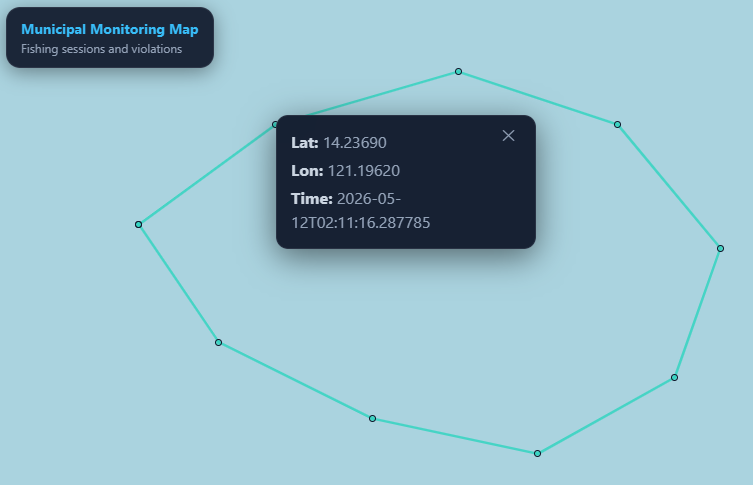 Municipal Monitoring Map
Fishing sessions and violations
Lat: 14.23690
Lon: 121.19620
Time: 2026-05-
12T02:11:16.287785